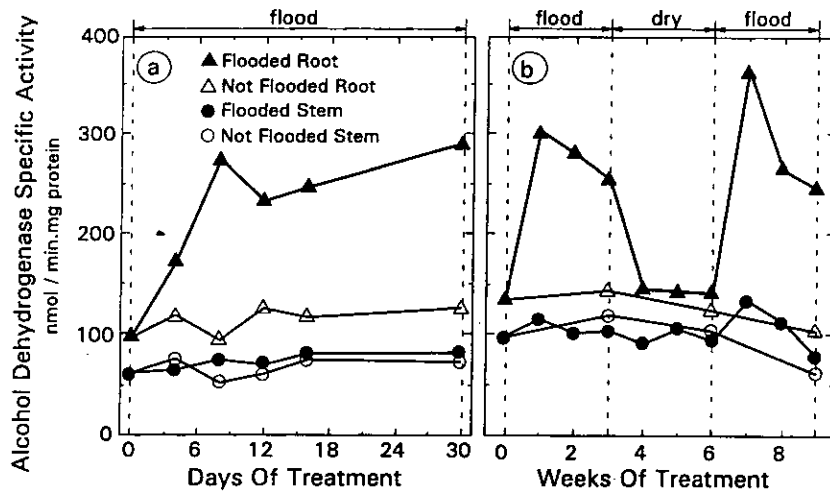 flood
flood dry flood
400
300
200
100
0
Alcohol Dehydrogenase Specific Activity
nmol / min.mg protein
a
Flooded Root
Not Flooded Root
Flooded Stem
Not Flooded Stem
b
0 6 12 18 24 30
Days Of Treatment
0 2 4 6 8
Weeks Of Treatment